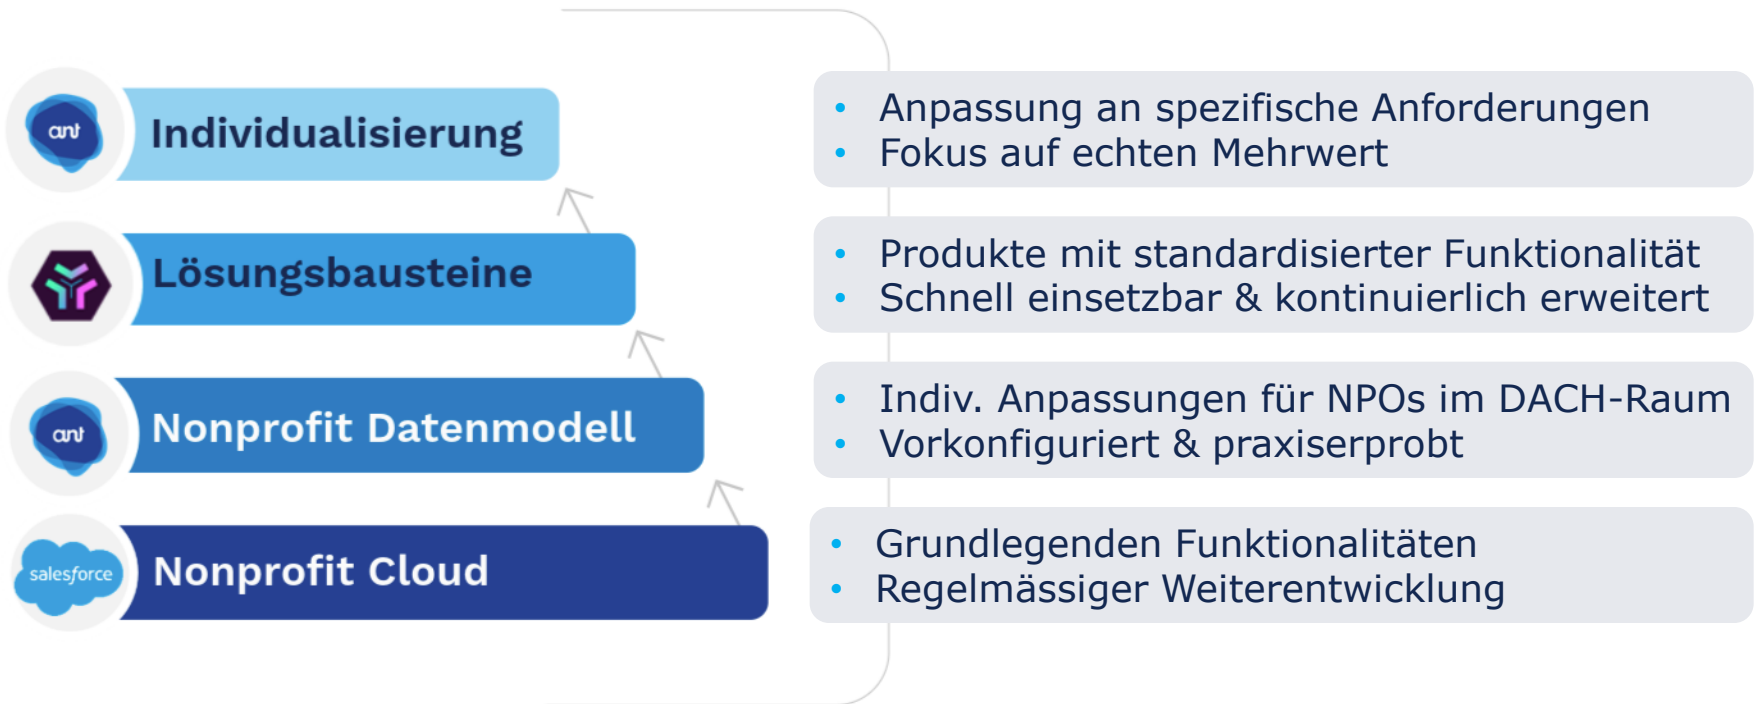 ant
Individualisierung
• Anpassung an spezifische Anforderungen
• Fokus auf echten Mehrwert
Lösungsbausteine
• Produkte mit standardisierter Funktionalität
• Schnell einsetzbar & kontinuierlich erweitert
ant
Nonprofit Datenmodell
• Indiv. Anpassungen für NPOs im DACH-Raum
• Vorkonfiguriert & praxiserprobt
salesforce
Nonprofit Cloud
• Grundlegenden Funktionalitäten
• Regelmässiger Weiterentwicklung